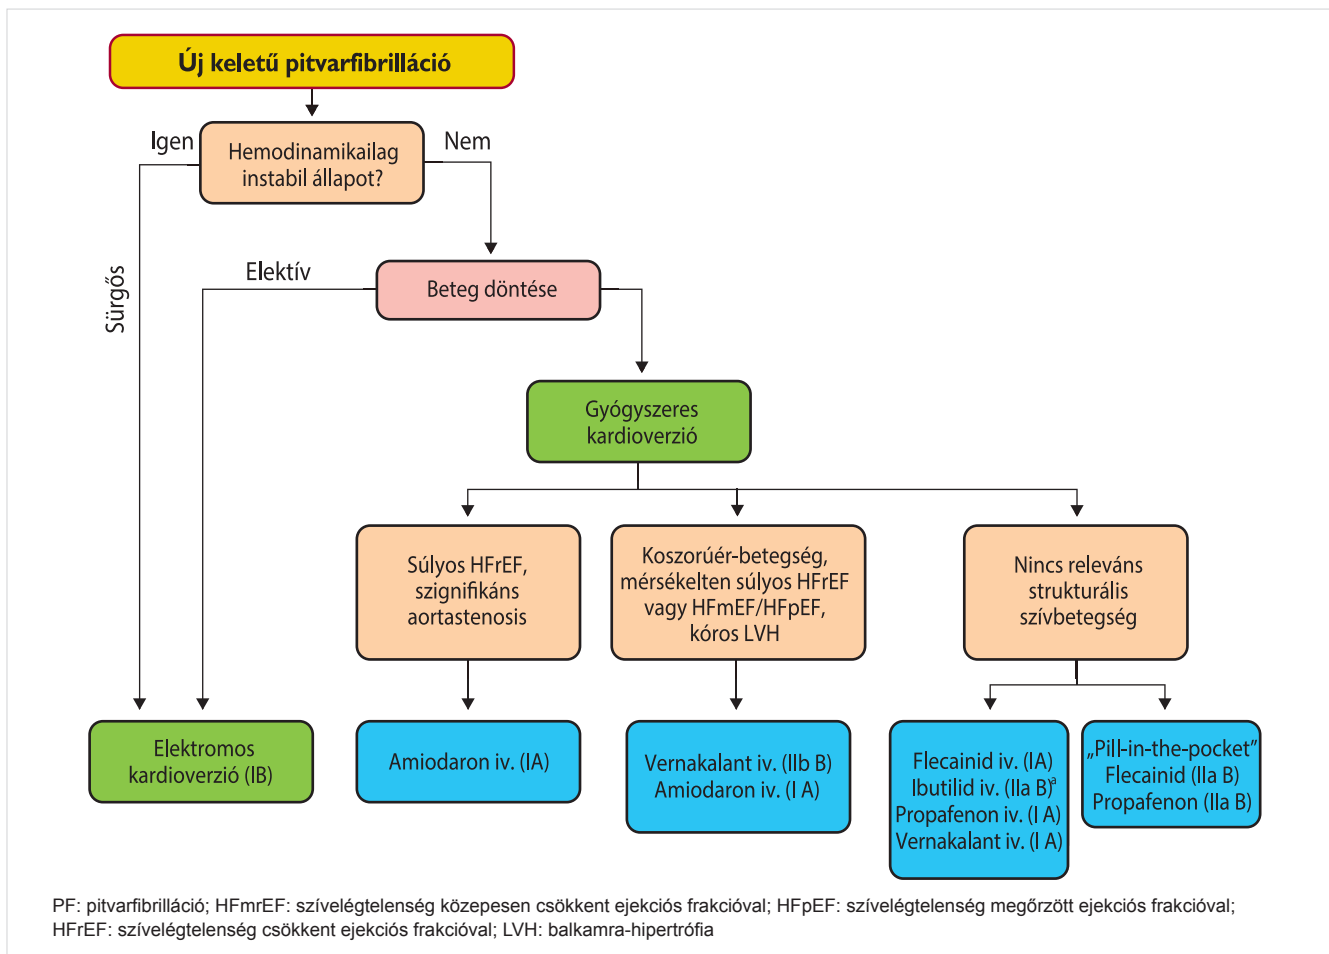 Új keletű pitvarfibrilláció
Igen
Nem
Hemodinamikailag
instabil állapot?
Sürgős
Elektív
Beteg döntése
Gyógyszeres
kardioverzió
Súlyos HFrEF,
szignifikáns
aortastenosis
Koszorúér-betegség,
mérsékelten súlyos HFrEF
vagy HFmEF/HFpEF,
kóros LVH
Nincs releváns
strukturális
szívbetegség
Elektromos
kardioverzió (IB)
Amiodaron iv. (IA)
Vernakalant iv. (IIb B)
Amiodaron iv. (I A)
Flecainid iv. (IA)
Ibutilid iv. (IIa B)ª
Propafenon iv. (I A)
Vernakalant iv. (I A)
„Pill-in-the-pocket”
Flecainid (IIa B)
Propafenon (IIa B)
PF: pitvarfibrilláció; HFmrEF: szívelégtelenség közepesen csökkent ejekciós frakcióval; HFpEF: szívelégtelenség megőrzött ejekciós frakcióval;
HFrEF: szívelégtelenség csökkent ejekciós frakcióval; LVH: balkamra-hipertrófia